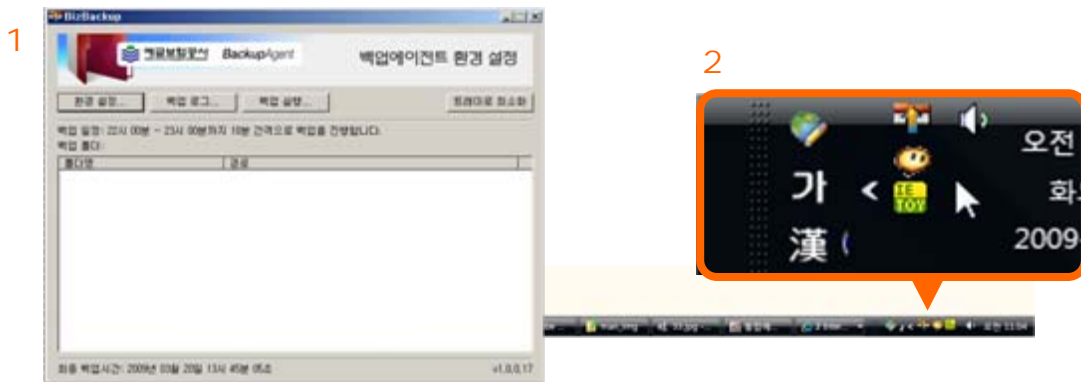 1
BizBackup
BackupAgent
백업에이전트 환경 설정
환경 설정...
백업 로그...
백업 실행...
트레이로 최소화
백업 일정: 22시 00분 ~ 23시 00분까지 10분 간격으로 백업을 진행합니다.
백업 폴더:
폴더명
경로
최종 백업시간: 2009년 03월 20일 13시 45분 05초
v1.0.0.17
2
오전
가
<
IE
TOY
漢
2009
오전 11:04